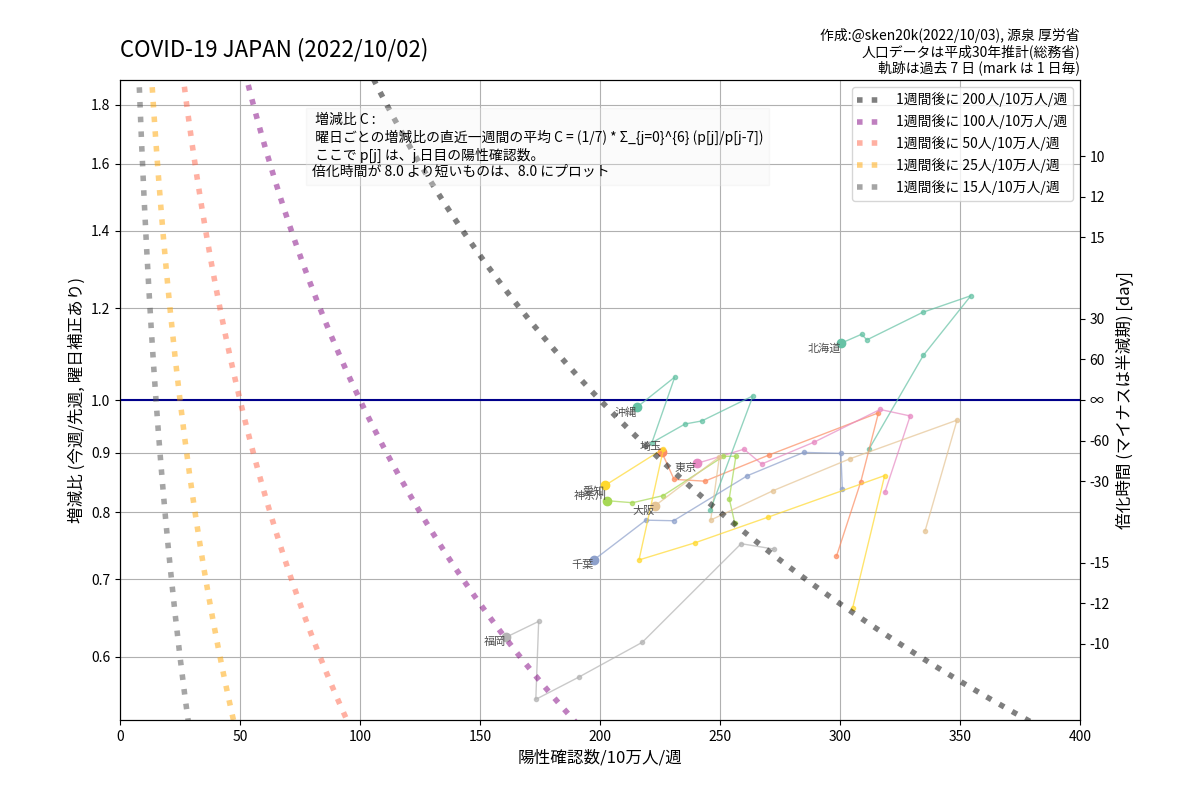 COVID-19 JAPAN (2022/10/02)
作成:@sken20k(2022/10/03), 源泉 厚労省
人口データは平成30年推計(総務省)
軌跡は過去 7 日 (mark は 1 日毎)
増減比 C :
曜日ごとの増減比の直近一週間の平均 C = (1/7) * Σ_{j=0}^{6} (p[j]/p[j-7])
ここで p[j] は、j 日目の陽性確認数。
倍化時間が 8.0 より短いものは、8.0 にプロット
1週間後に 200人/10万人/週
1週間後に 100人/10万人/週
1週間後に 50人/10万人/週
1週間後に 25人/10万人/週
1週間後に 15人/10万人/週
増減比 (今週/先週, 曜日補正あり)
1.8
1.6
1.4
1.2
1.0
0.9
0.8
0.7
0.6
北海道
沖縄
埼玉
東京
愛知
神奈川
大阪
千葉
福岡
10
12
15
30
60
∞
-60
-30
-15
-12
-10
倍化時間 (マイナスは半減期) [day]
0 50 100 150 200 250 300 350 400
陽性確認数/10万人/週